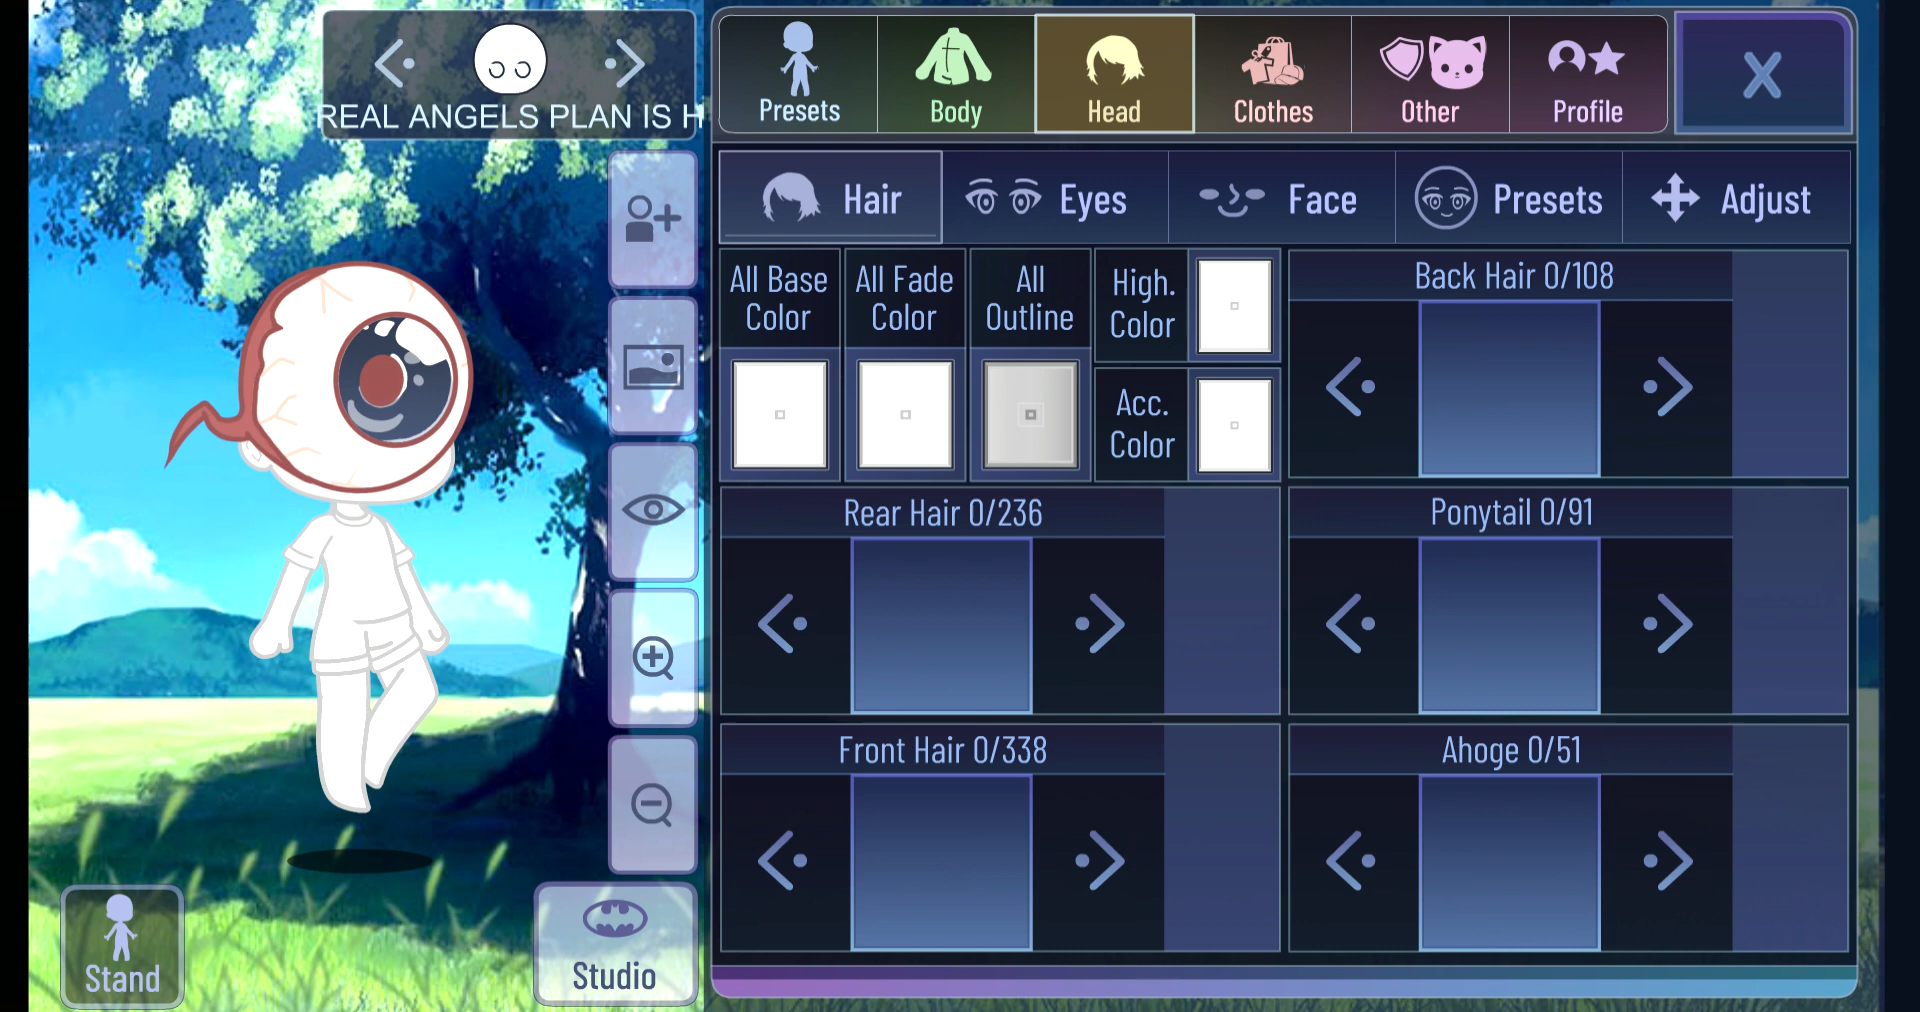 REAL ANGELS PLAN IS H
Presets
Body
Head
Clothes
Other
Profile
X
Hair
Eyes
Face
Presets
Adjust
All Base
Color
All Fade
Color
All
Outline
High.
Color
Acc.
Color
Back Hair 0/108
Rear Hair 0/236
Ponytail 0/91
Front Hair 0/338
Ahoge 0/51
Stand
Studio